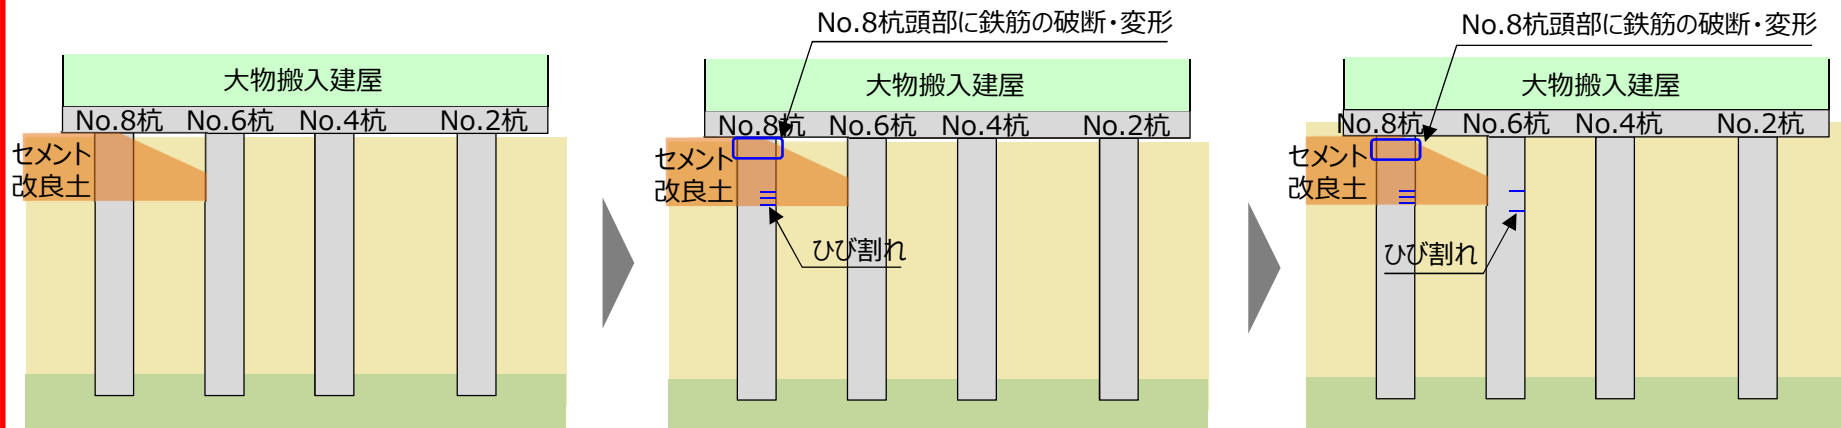 大物搬入建屋
No.8杭 No.6杭 No.4杭 No.2杭
セメント
改良土
No.8杭頭部に鉄筋の破断・変形
大物搬入建屋
No.8杭 No.6杭 No.4杭 No.2杭
セメント
改良土
ひび割れ
No.8杭頭部に鉄筋の破断・変形
大物搬入建屋
No.8杭 No.6杭 No.4杭 No.2杭
セメント
改良土
ひび割れ